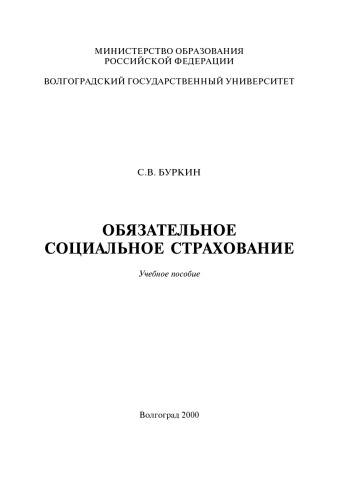 МИНИСТЕРСТВО ОБРАЗОВАНИЯ
РОССИЙСКОЙ ФЕДЕРАЦИИ
ВОЛГОГРАДСКИЙ ГОСУДАРСТВЕННЫЙ УНИВЕРСИТЕТ
С.В. БУРКИН
ОБЯЗАТЕЛЬНОЕ
СОЦИАЛЬНОЕ СТРАХОВАНИЕ
Учебное пособие
Волгоград 2000